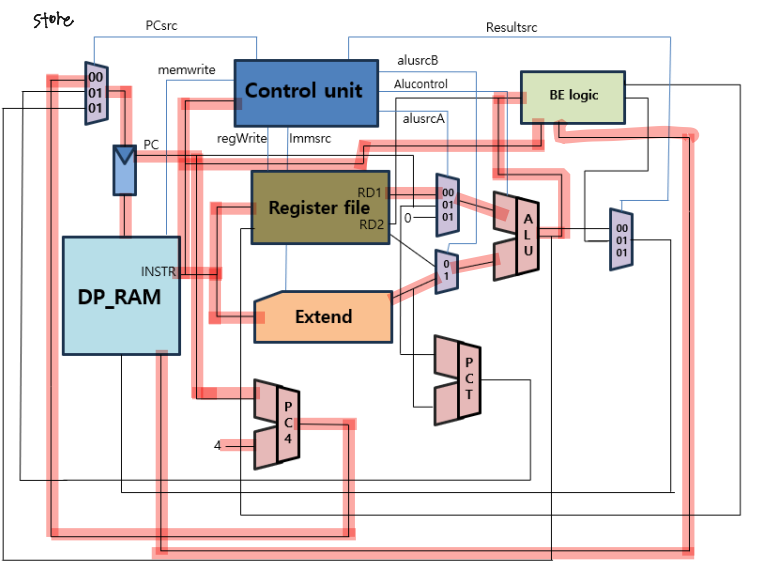 store
PCsrc
Resultsrc
alusrcB
memwrite
Control unit
Alucontrol
BE logic
00
01
01
alusrcA
regWrite
Immsrc
PC
RD1
Register file
RD2
00
01
01
0
A
L
U
00
01
01
INSTR
DP_RAM
0
1
Extend
P
C
T
P
C
4
4